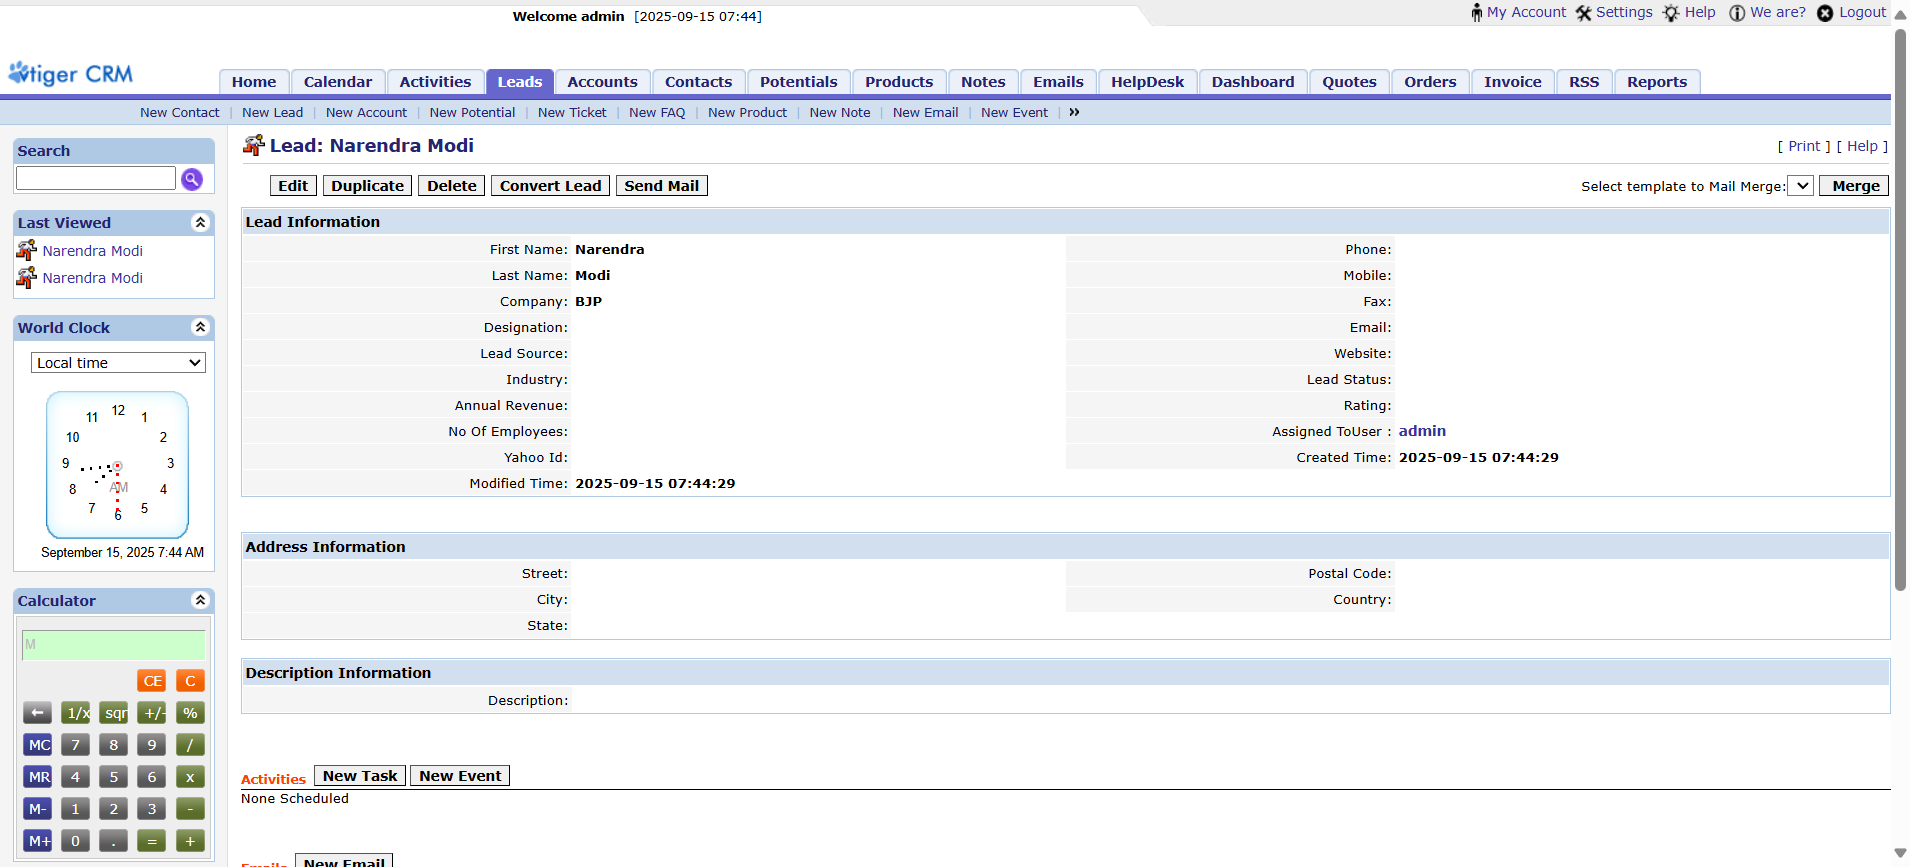 Welcome admin [2025-09-15 07:44]
My Account Settings Help We are? Logout
vtiger CRM
Home Calendar Activities Leads Accounts Contacts Potentials Products Notes Emails HelpDesk Dashboard Quotes Orders Invoice RSS Reports
New Contact | New Lead | New Account | New Potential | New Ticket | New FAQ | New Product | New Note | New Email | New Event | »
Search
Last Viewed
Narendra Modi
Narendra Modi
World Clock
Local time
12
11 1
10 2
9 3
8 4
7 5
6
AM
September 15, 2025 7:44 AM
Calculator
M
CE C
← 1/x sqr +/- %
MC 7 8 9 /
MR 4 5 6 x
M- 1 2 3 -
M+ 0 . = +
Lead: Narendra Modi
[ Print ] [ Help ]
Edit Duplicate Delete Convert Lead Send Mail
Select template to Mail Merge: Merge
Lead Information
First Name: Narendra Phone:
Last Name: Modi Mobile:
Company: BJP Fax:
Designation: Email:
Lead Source: Website:
Industry: Lead Status:
Annual Revenue: Rating:
No Of Employees: Assigned ToUser : admin
Yahoo Id: Created Time: 2025-09-15 07:44:29
Modified Time: 2025-09-15 07:44:29
Address Information
Street: Postal Code:
City: Country:
State:
Description Information
Description:
Activities New Task New Event
None Scheduled
Emails New Email